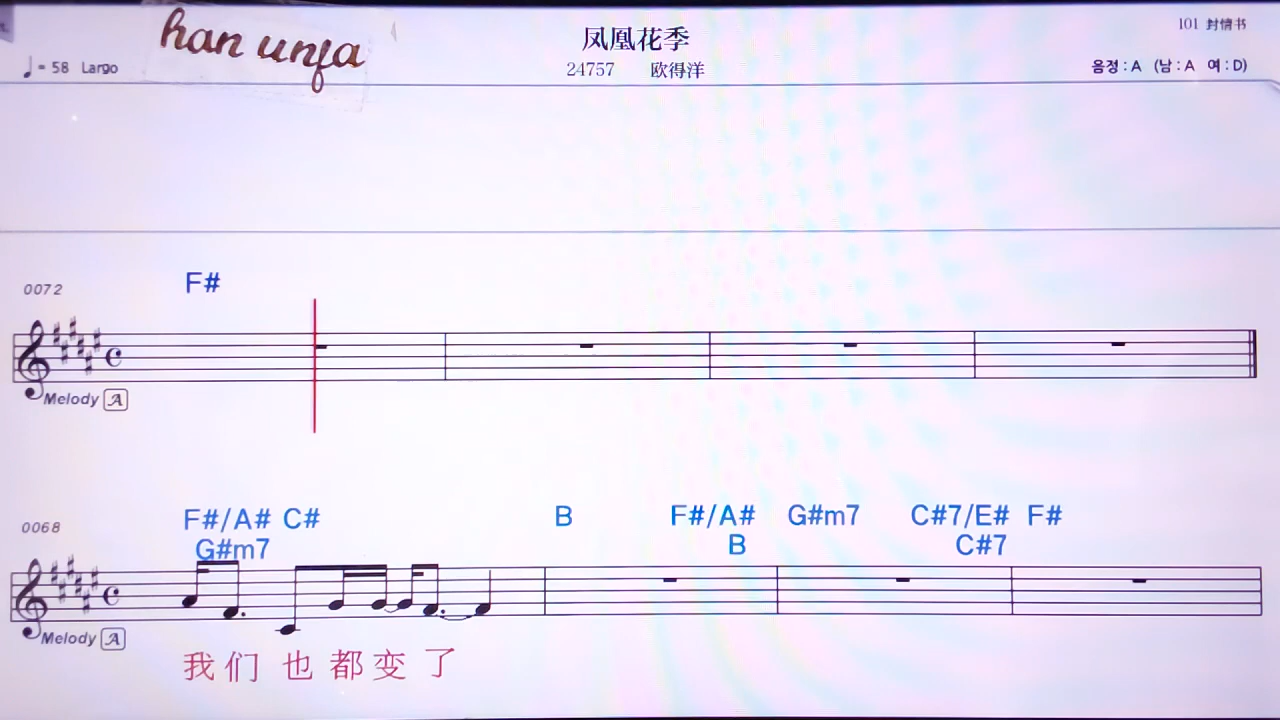 han unfa
凤凰花季
101 封情书
♩= 58 Largo
24757 欧得洋
음정 : A (남 : A 여 : D)
0072
F#
Melody A
0068
F#/A# C# B F#/A# G#m7 C#7/E# F#
G#m7 B C#7
Melody A
我们 也 都 变 了